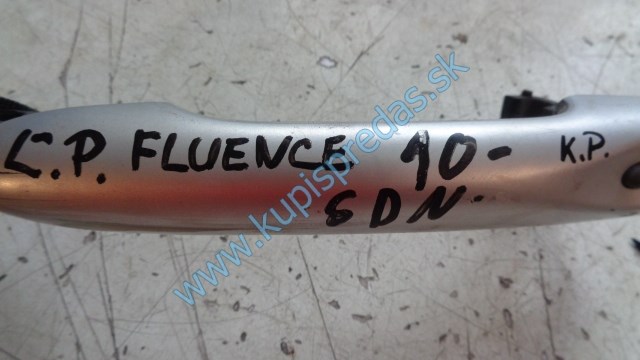 L.P. FLUENCE 10- K.P.
SDN.
www.kupispredas.sk